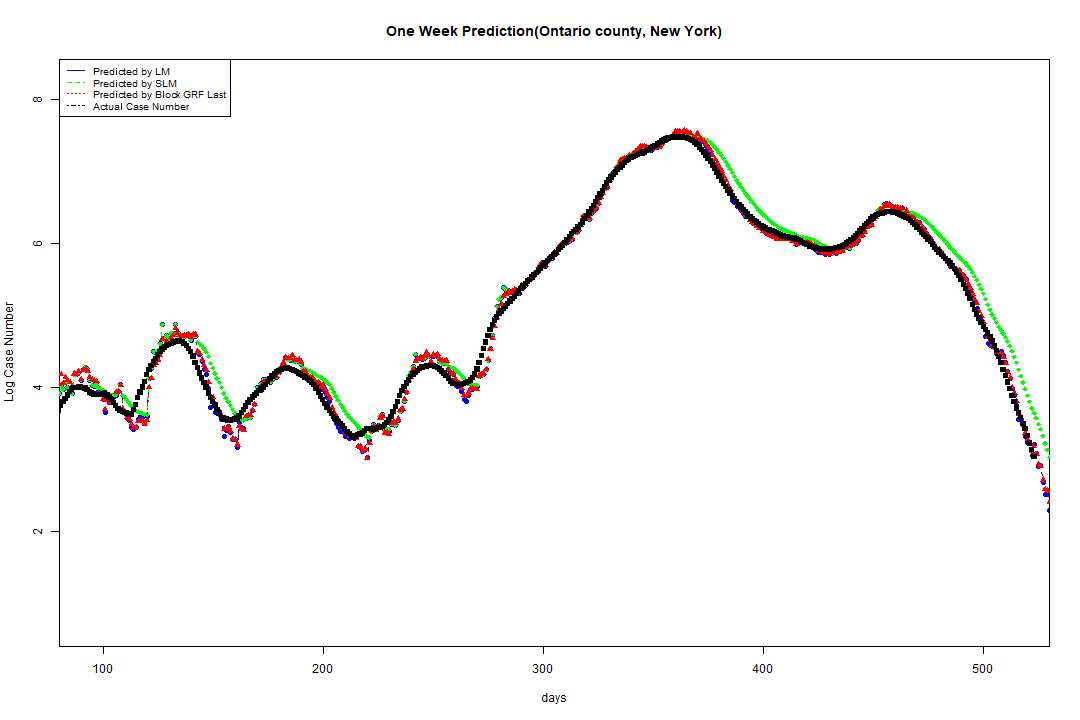 One Week Prediction(Ontario county, New York)
Predicted by LM
Predicted by SLM
Predicted by Block GRF Last
Actual Case Number
8
6
4
2
Log Case Number
100 200 300 400 500
days